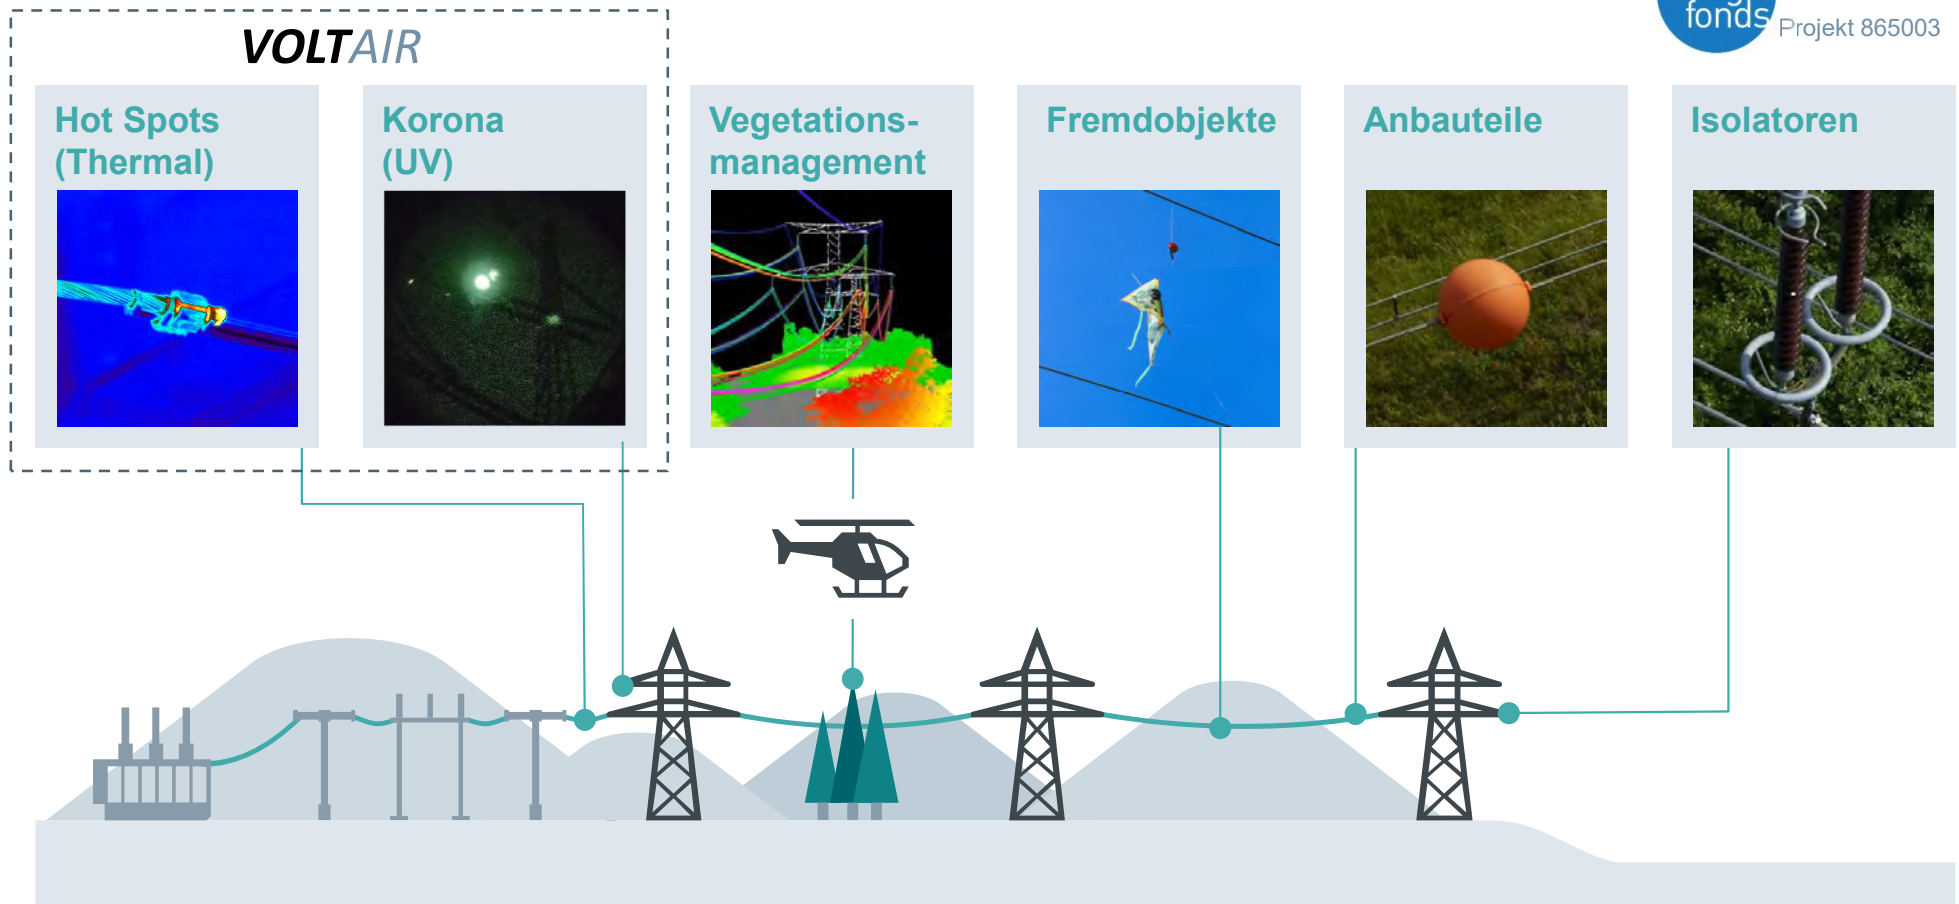 VOLTAIR
fonds
Projekt 865003
Hot Spots
(Thermal)
Korona
(UV)
Vegetations-
management
Fremdobjekte
Anbauteile
Isolatoren